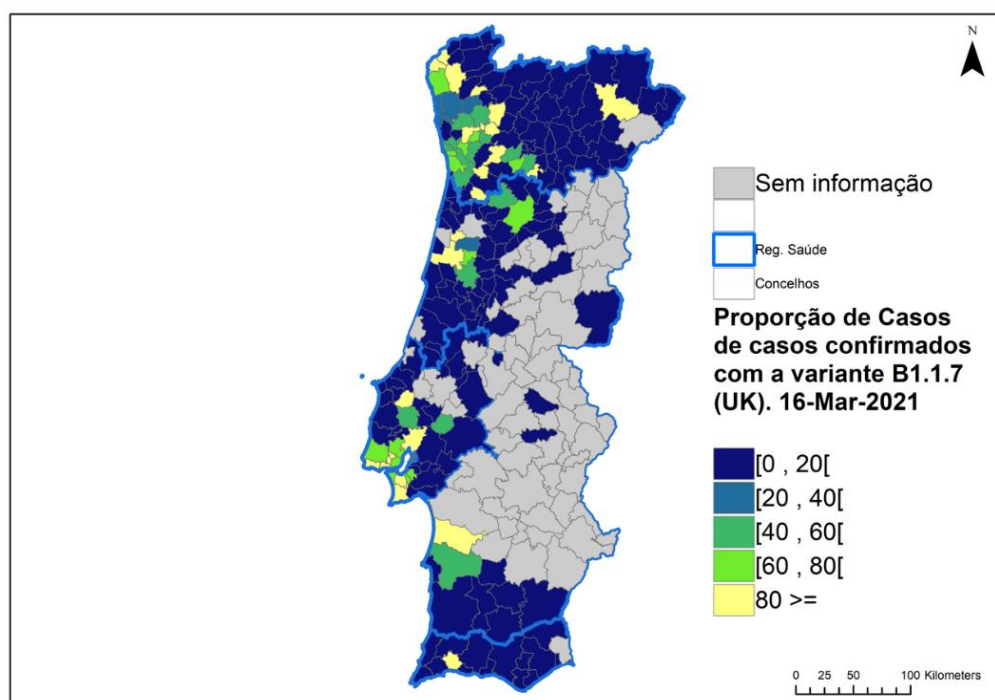 N
Sem informação
Reg. Saúde
Concelhos
Proporção de Casos
de casos confirmados
com a variante B1.1.7
(UK). 16-Mar-2021
[0 , 20[
[20 , 40[
[40 , 60[
[60 , 80[
80 >=
0 25 50 100 Kilometers